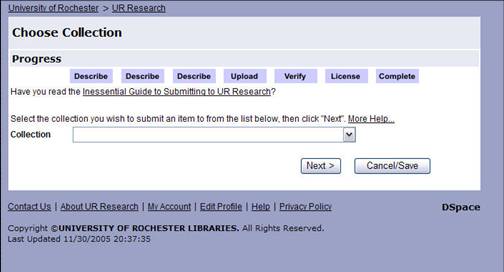 University of Rochester > UR Research
Choose Collection
Progress
Describe Describe Describe Upload Verify License Complete
Have you read the Inessential Guide to Submitting to UR Research?
Select the collection you wish to submit an item to from the list below, then click "Next". More Help...
Collection
Next > Cancel/Save
Contact Us | About UR Research | My Account | Edit Profile | Help | Privacy Policy DSpace
Copyright ©UNIVERSITY OF ROCHESTER LIBRARIES. All Rights Reserved.
Last Updated 11/30/2005 20:37:35